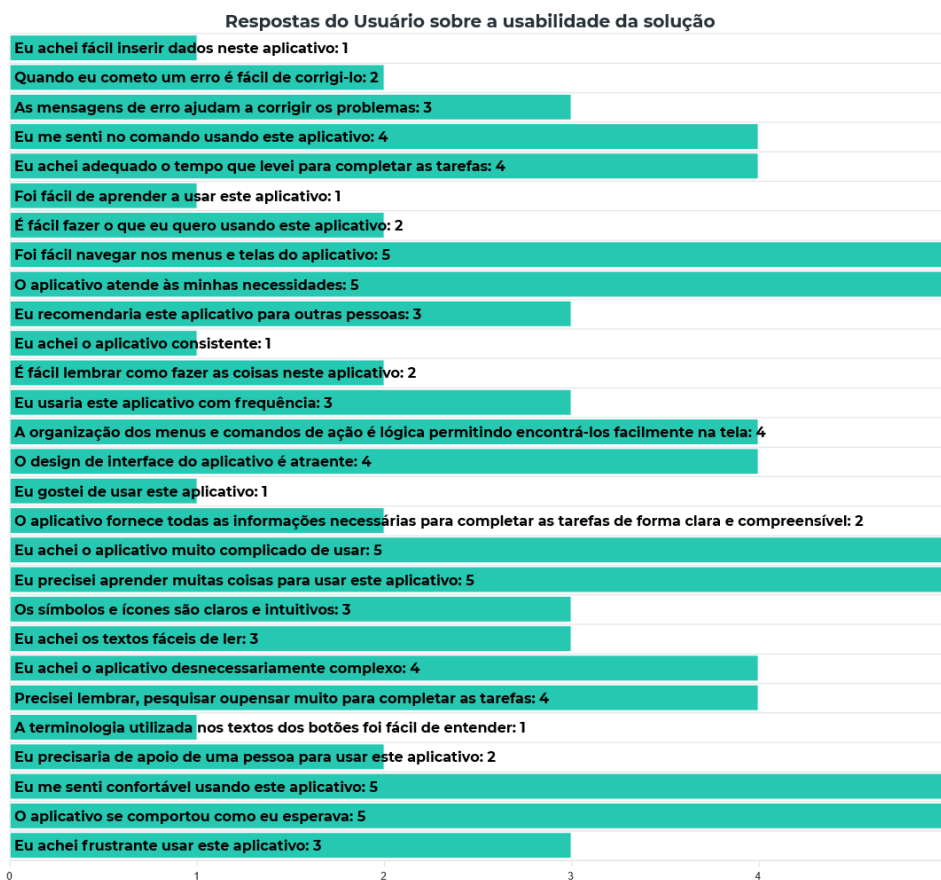 Respostas do Usuário sobre a usabilidade da solução
Eu achei fácil inserir dados neste aplicativo: 1
Quando eu cometo um erro é fácil de corrigi-lo: 2
As mensagens de erro ajudam a corrigir os problemas: 3
Eu me senti no comando usando este aplicativo: 4
Eu achei adequado o tempo que levei para completar as tarefas: 4
Foi fácil de aprender a usar este aplicativo: 1
É fácil fazer o que eu quero usando este aplicativo: 2
Foi fácil navegar nos menus e telas do aplicativo: 5
O aplicativo atende às minhas necessidades: 5
Eu recomendaria este aplicativo para outras pessoas: 3
Eu achei o aplicativo consistente: 1
É fácil lembrar como fazer as coisas neste aplicativo: 2
Eu usaria este aplicativo com frequência: 3
A organização dos menus e comandos de ação é lógica permitindo encontrá-los facilmente na tela: 4
O design de interface do aplicativo é atraente: 4
Eu gostei de usar este aplicativo: 1
O aplicativo fornece todas as informações necessárias para completar as tarefas de forma clara e compreensível: 2
Eu achei o aplicativo muito complicado de usar: 5
Eu precisei aprender muitas coisas para usar este aplicativo: 5
Os símbolos e ícones são claros e intuitivos: 3
Eu achei os textos fáceis de ler: 3
Eu achei o aplicativo desnecessariamente complexo: 4
Precisei lembrar, pesquisar oupensar muito para completar as tarefas: 4
A terminologia utilizada nos textos dos botões foi fácil de entender: 1
Eu precisaria de apoio de uma pessoa para usar este aplicativo: 2
Eu me senti confortável usando este aplicativo: 5
O aplicativo se comportou como eu esperava: 5
Eu achei frustrante usar este aplicativo: 3
0 1 2 3 4